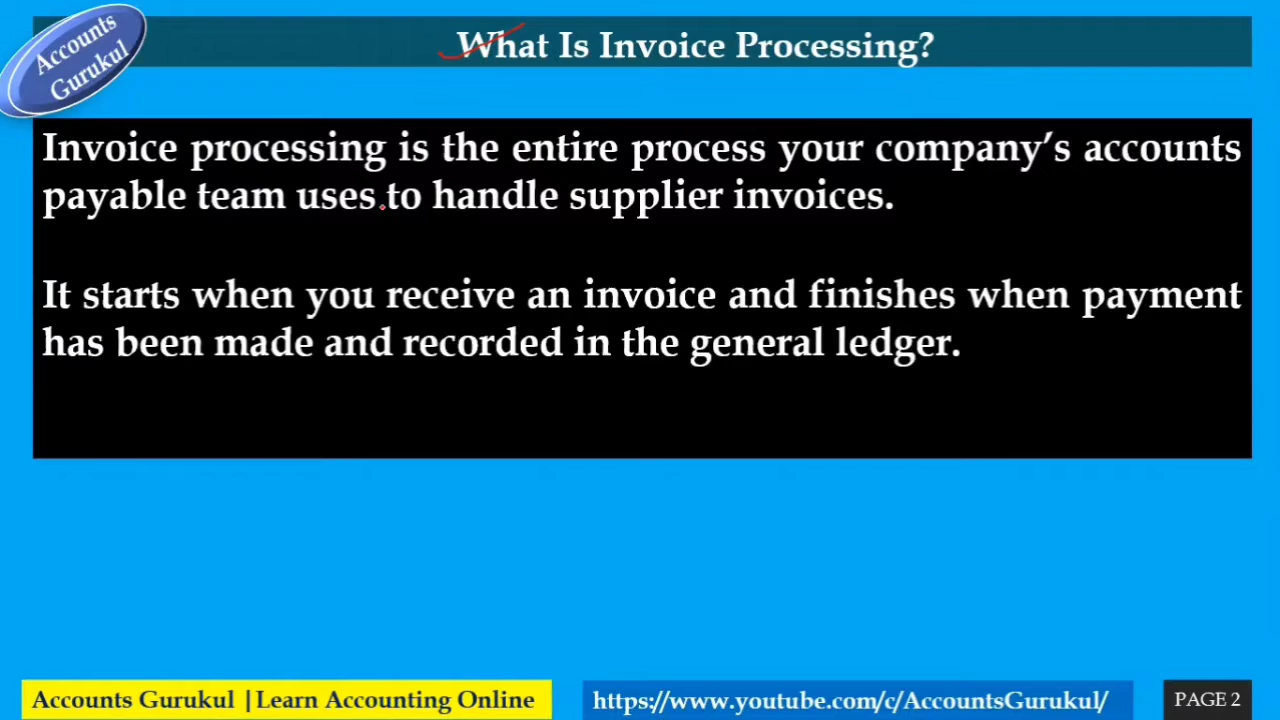 Accounts
Gurukul
What Is Invoice Processing?
Invoice processing is the entire process your company’s accounts
payable team uses to handle supplier invoices.
It starts when you receive an invoice and finishes when payment
has been made and recorded in the general ledger.
Accounts Gurukul |Learn Accounting Online
https://www.youtube.com/c/AccountsGurukul/
PAGE 2